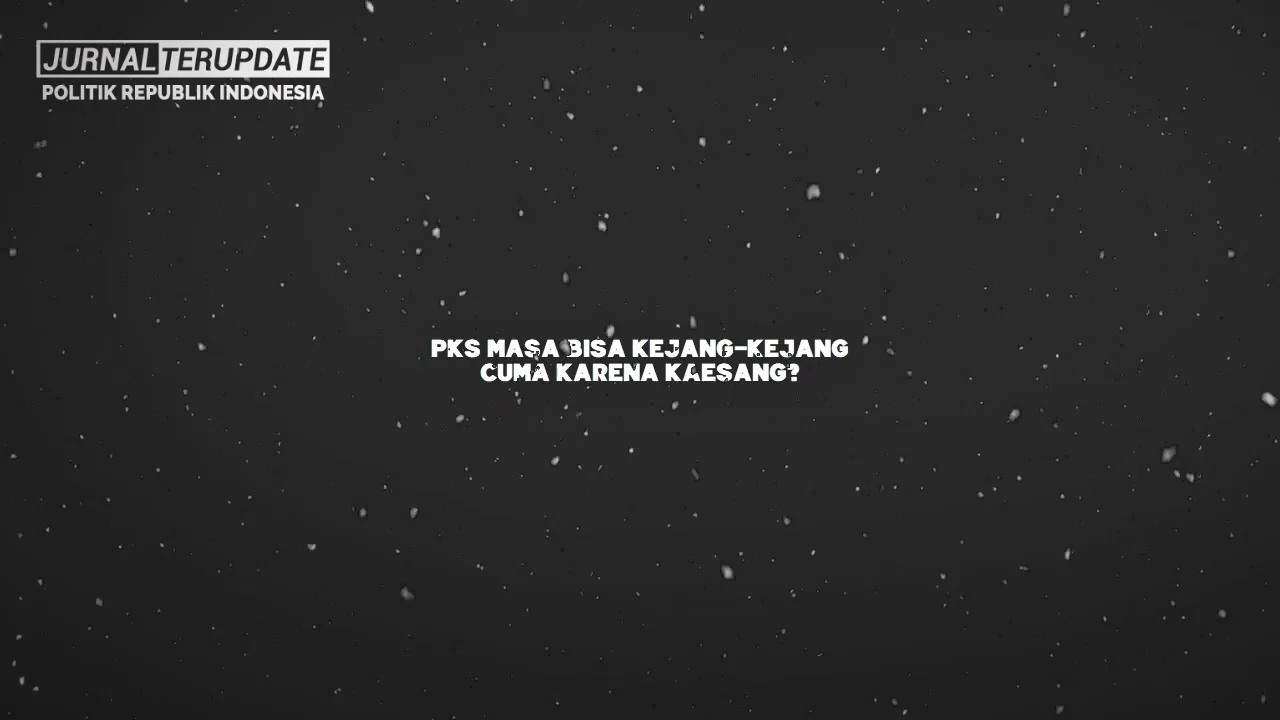 JURNALTERUPDATE
POLITIK REPUBLIK INDONESIA
PKS MASA BISA KEJANG-KEJANG
CUMA KARENA KAESANG?